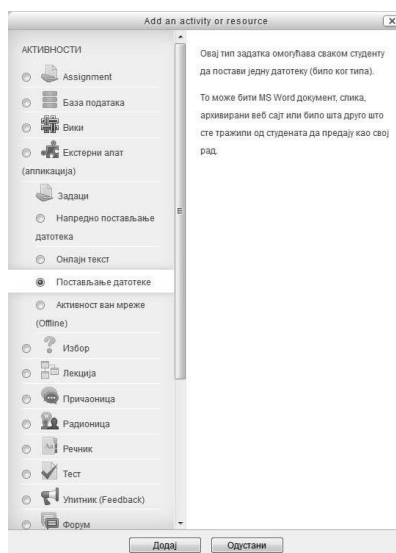 Add an activity or resource
АКТИВНОСТИ
Assignment
База података
Вики
Екстерни алат
(апликација)
Задаци
Напредно постављање
датотека
Онлајн текст
Постављање датотеке
Активност ван мреже
(Offline)
Избор
Лекција
Причаоница
Радионица
Речник
Тест
Упитник (Feedback)
Форум
Овај тип задатка омогућава сваком студенту
да постави једну датотеку (било ког типа).
То може бити MS Word документ, слика,
архивирани веб сајт или било шта друго што
сте тражили од студената да предају као свој
рад.
Додај
Одустани